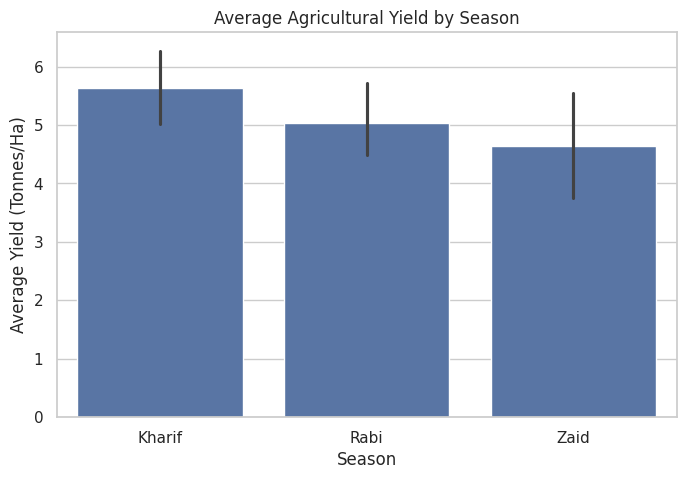 Average Agricultural Yield by Season
Average Yield (Tonnes/Ha)
6
5
4
3
2
1
0
Kharif
Rabi
Zaid
Season